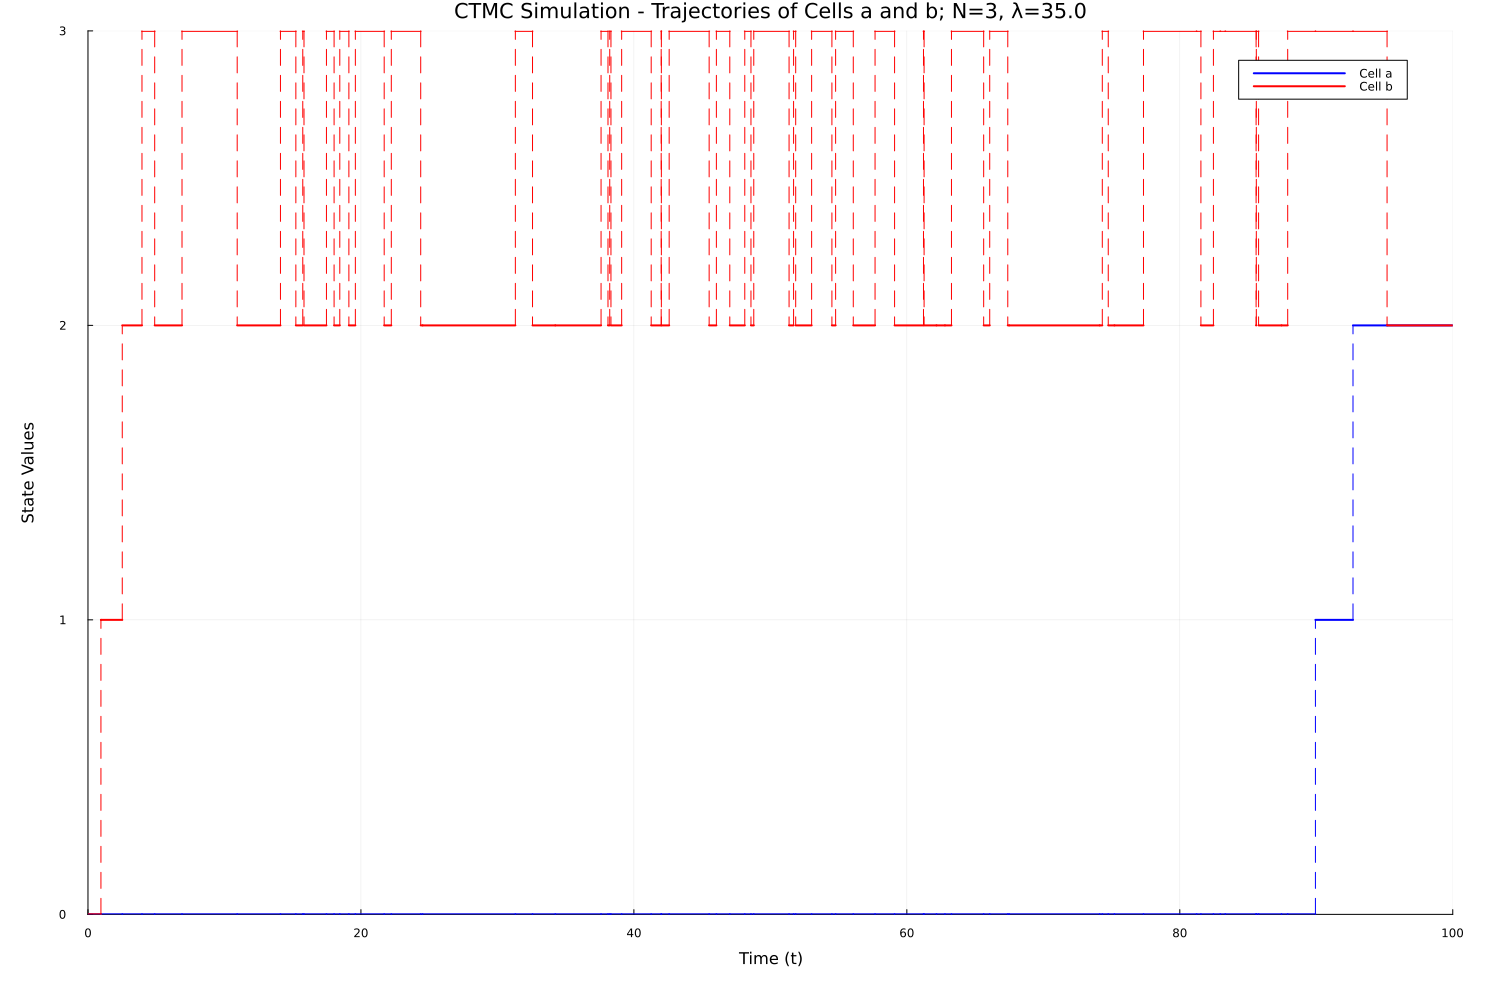 CTMC Simulation - Trajectories of Cells a and b; N=3, λ=35.0
3
Cell a
Cell b
2
State Values
1
0
0 20 40 60 80 100
Time (t)